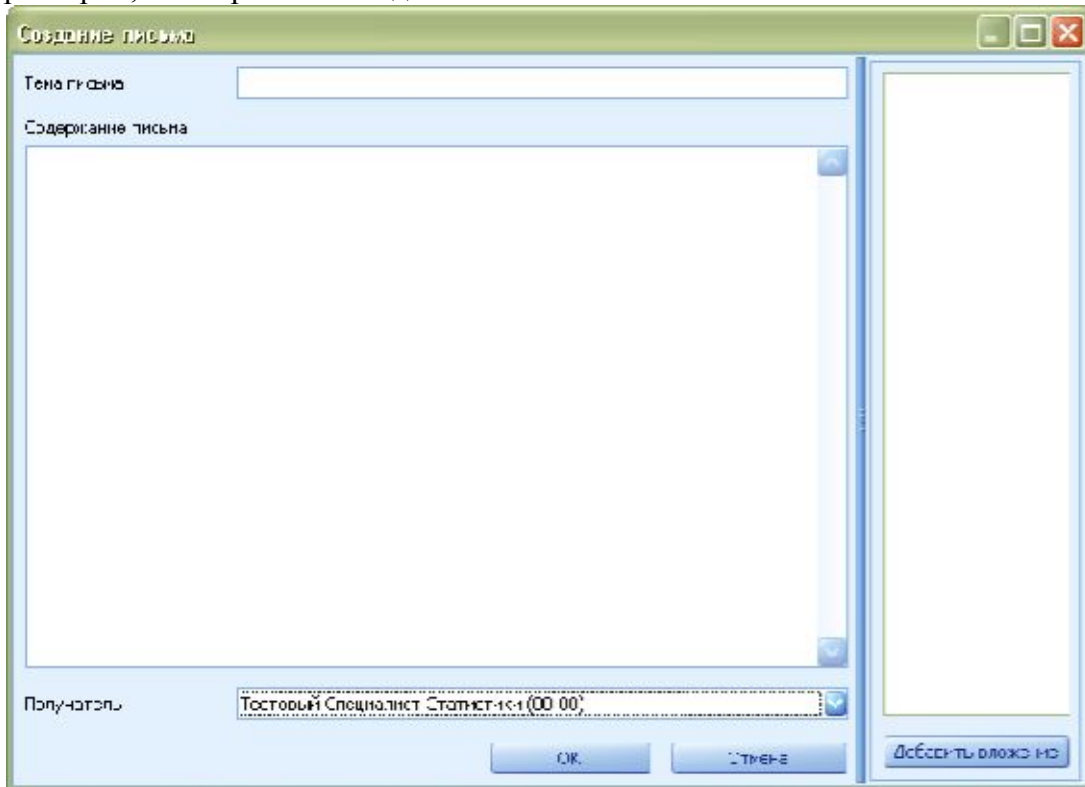 Создание письма
Тема письма
Содержание письма
Получатель
Тестовый Специалист Статистики (00-00)
ОК
Отмена
Добавить вложение